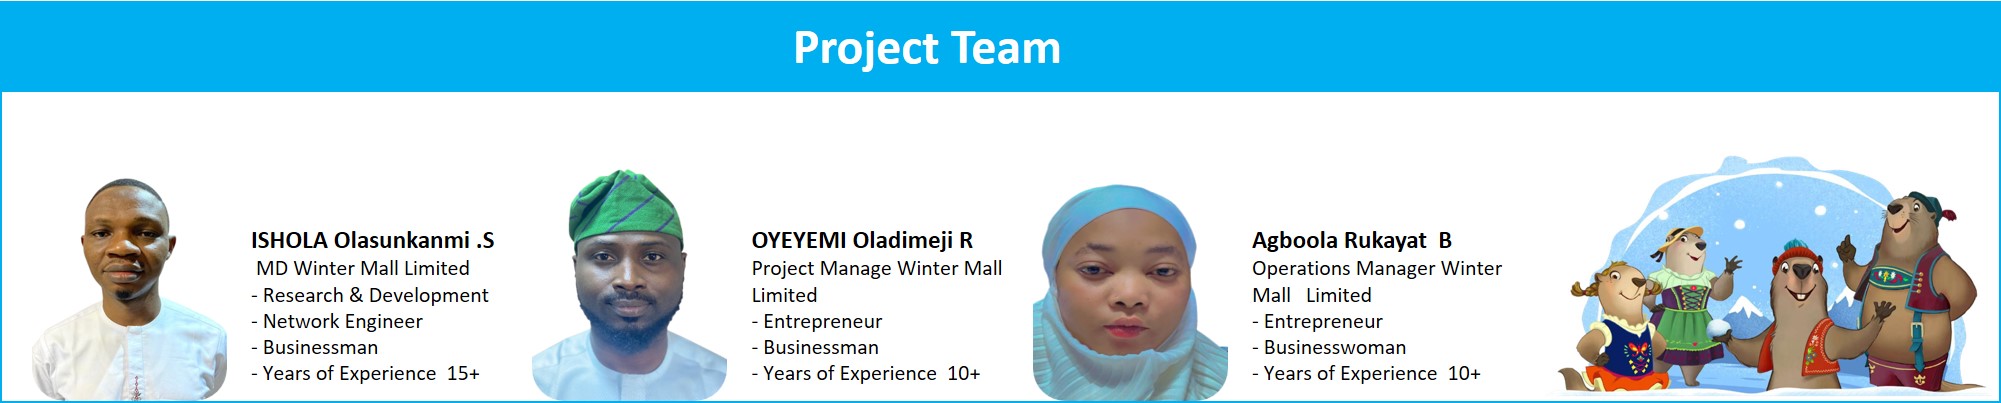 Project Team
ISHOLA Olasunkanmi .S
MD Winter Mall Limited
- Research & Development
- Network Engineer
- Businessman
- Years of Experience 15+
OYEYEMI Oladimeji R
Project Manage Winter Mall
Limited
- Entrepreneur
- Businessman
- Years of Experience 10+
Agboola Rukayat B
Operations Manager Winter
Mall Limited
- Entrepreneur
- Businesswoman
- Years of Experience 10+